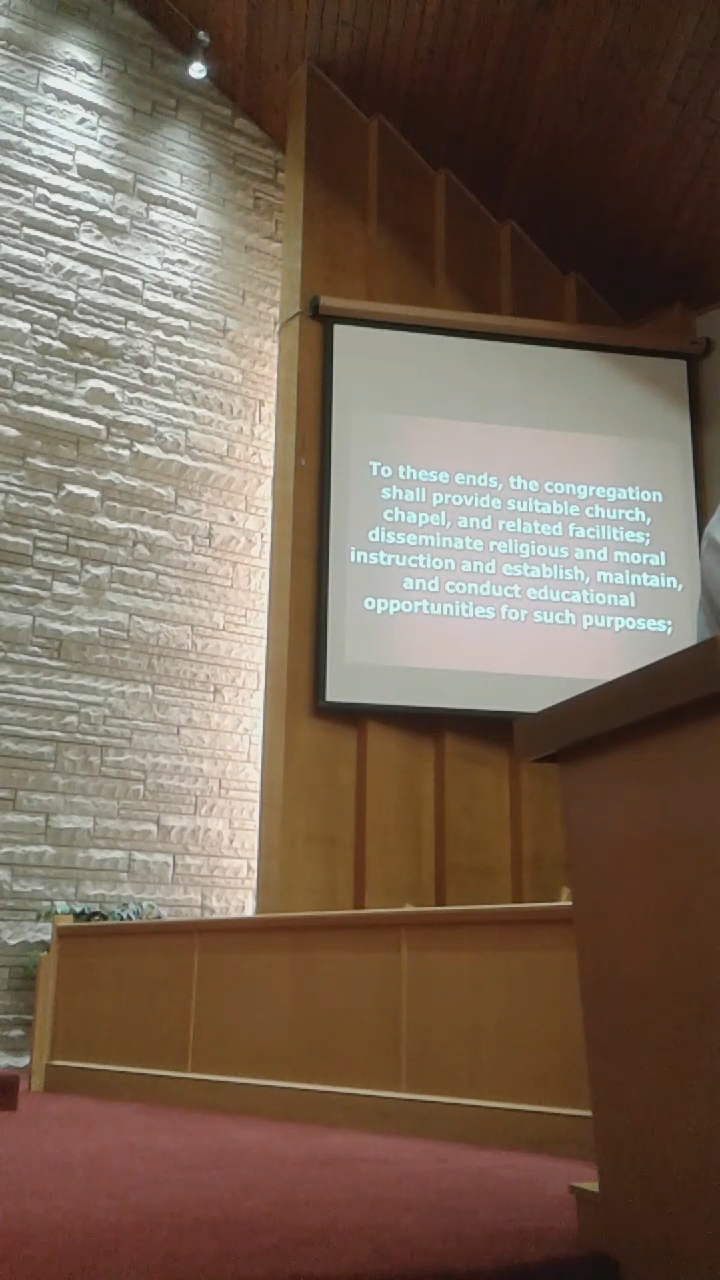 To these ends, the congregation
shall provide suitable church,
chapel, and related facilities;
disseminate religious and moral
instruction and establish, maintain,
and conduct educational
opportunities for such purposes;